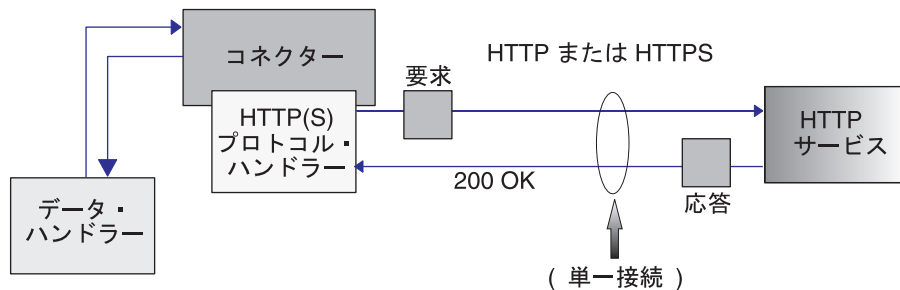 コネクター
HTTP または HTTPS
要求
HTTP(S)
プロトコル・
ハンドラー
HTTP
サービス
200 OK
データ・
ハンドラー
応答
( 単一接続 )